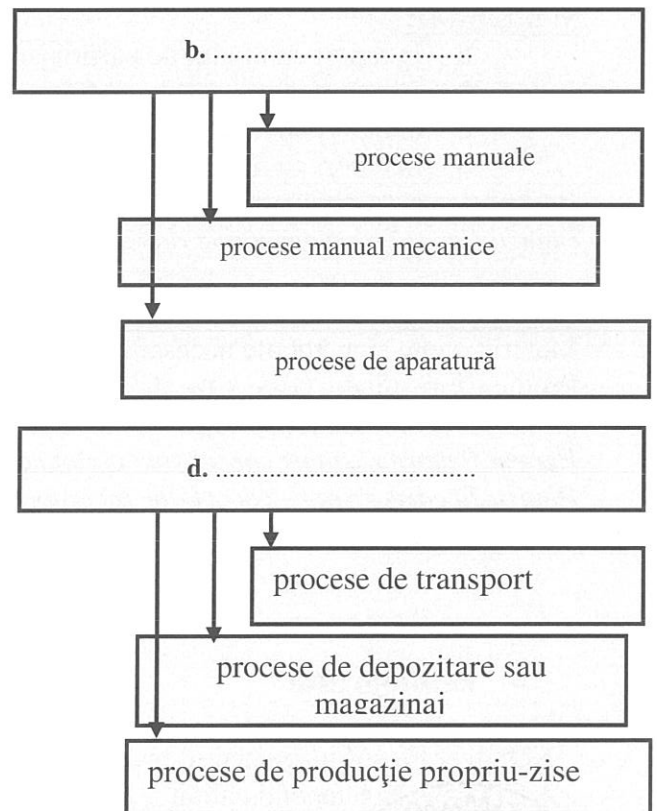 b. .......................................
procese manuale
procese manual mecanice
procese de aparatură
d. .......................................
procese de transport
procese de depozitare sau
magazinaj
procese de producţie propriu-zise